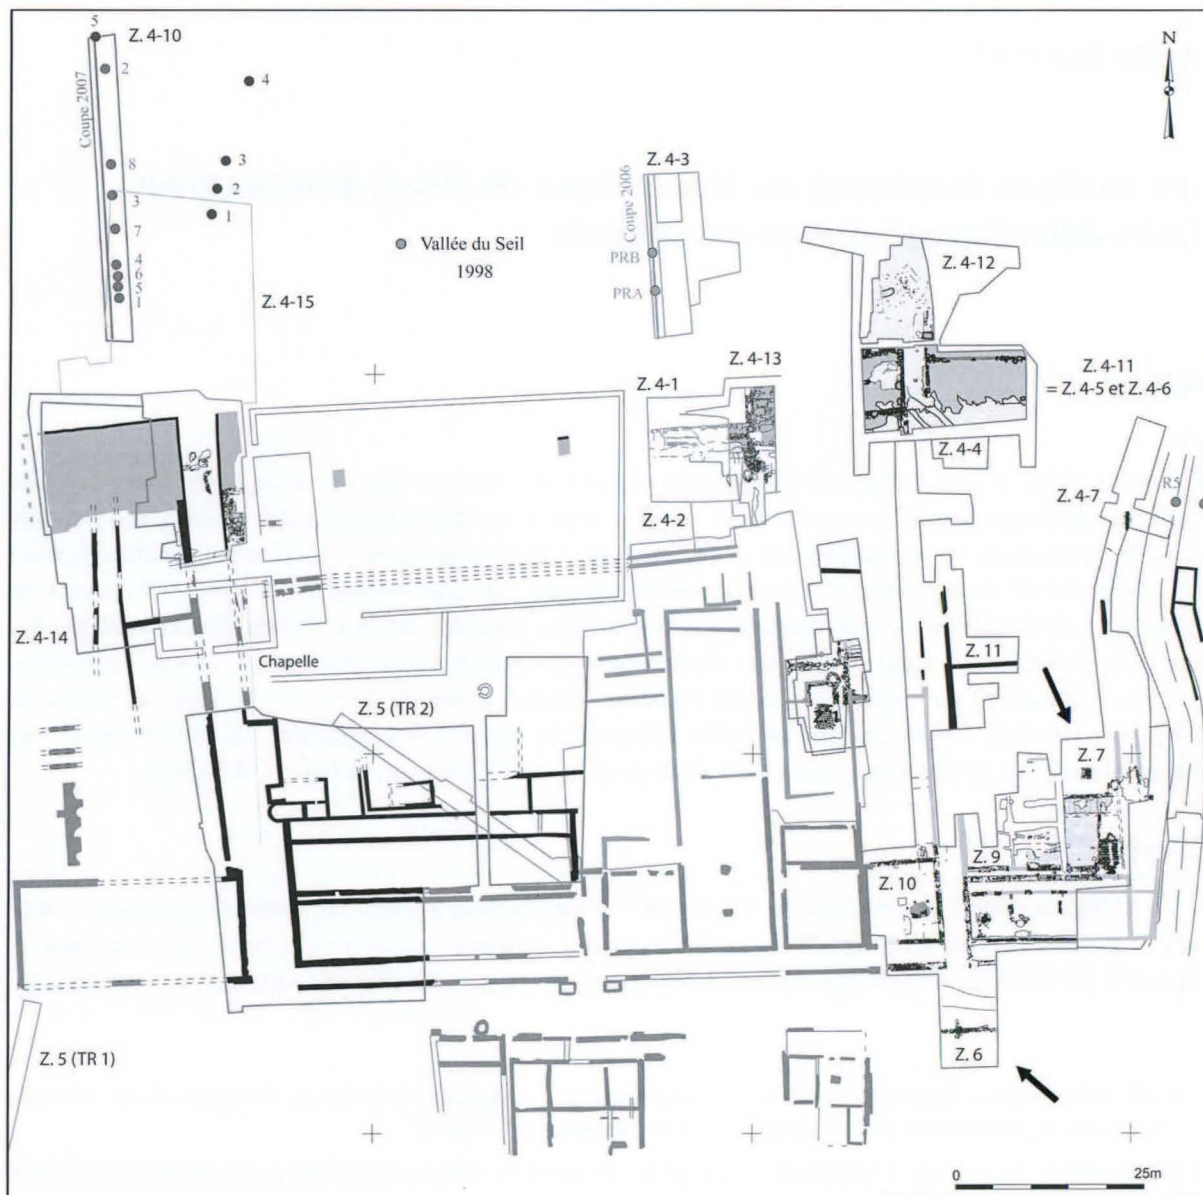 5
Z. 4-10
N
2
4
Coupe 2007
8
3
3
2
1
7
4
6
5
1
Vallée du Seil
1998
Z. 4-15
Z. 4-3
Coupe 2006
PRB
PRA
Z. 4-12
Z. 4-13
Z. 4-1
Z. 4-11
= Z. 4-5 et Z. 4-6
Z. 4-4
Z. 4-7
R5
Z. 4-2
Z. 4-14
Chapelle
Z. 11
Z. 5 (TR 2)
Z. 7
Z. 9
Z. 10
Z. 5 (TR 1)
Z. 6
0
25m